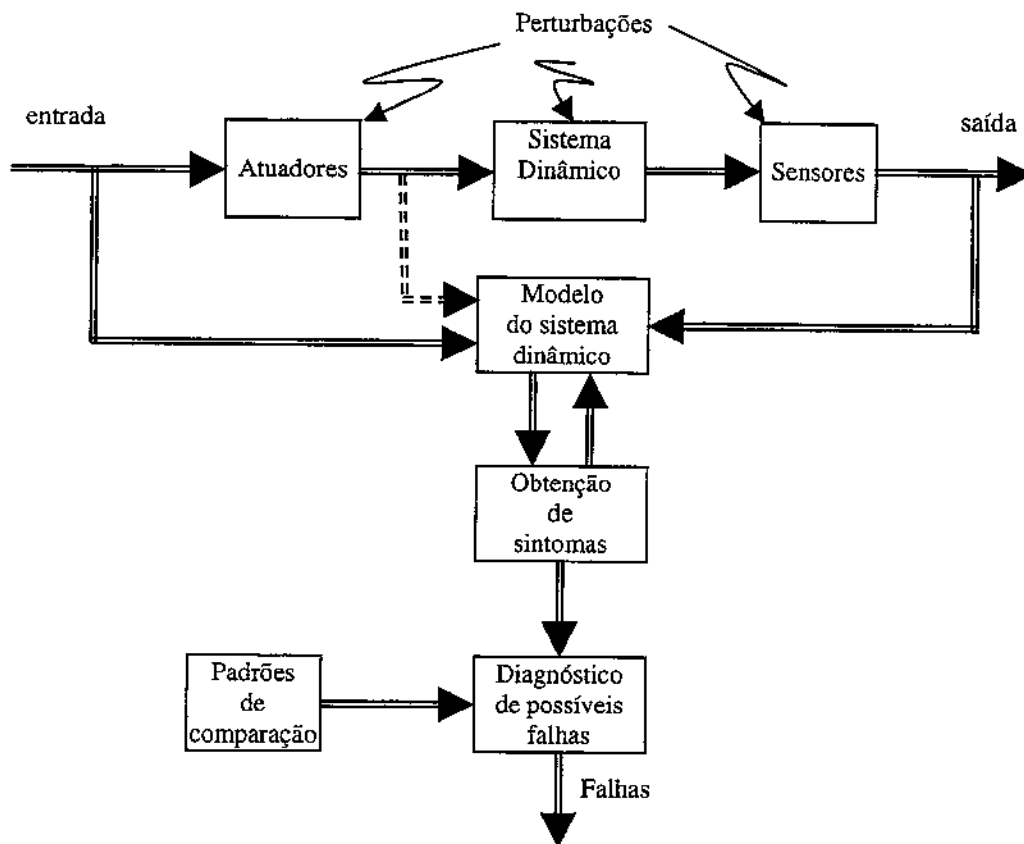 Perturbações
entrada
Atuadores
Sistema
Dinâmico
Sensores
saída
Modelo
do sistema
dinâmico
Obtenção
de
sintomas
Padrões
de
comparação
Diagnóstico
de possíveis
falhas
Falhas